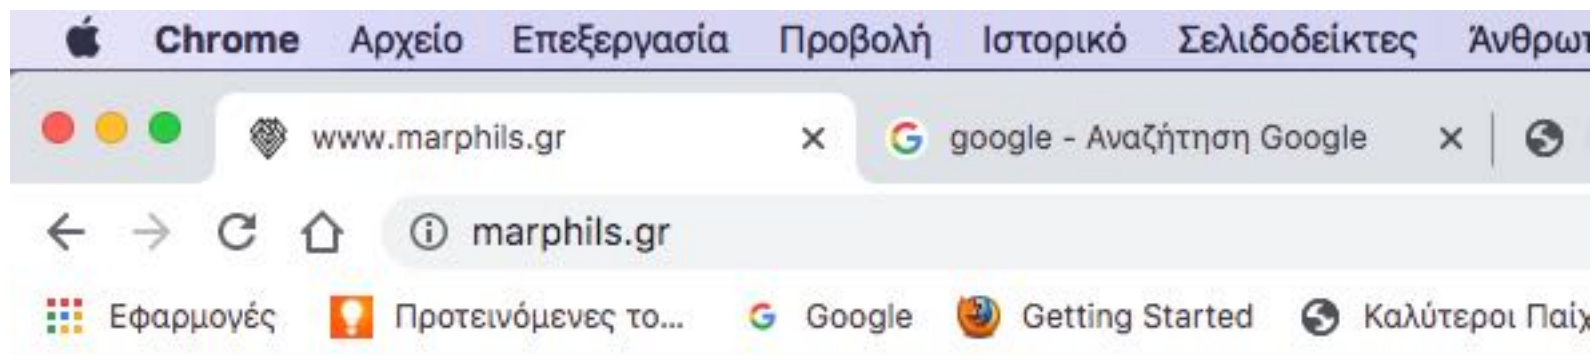 Chrome Αρχείο Επεξεργασία Προβολή Ιστορικό Σελιδοδείκτες
www.marphils.gr google - Αναζήτηση Google
marphils.gr
Εφαρμογές Προτεινόμενες το... Google Getting Started Καλύτεροι